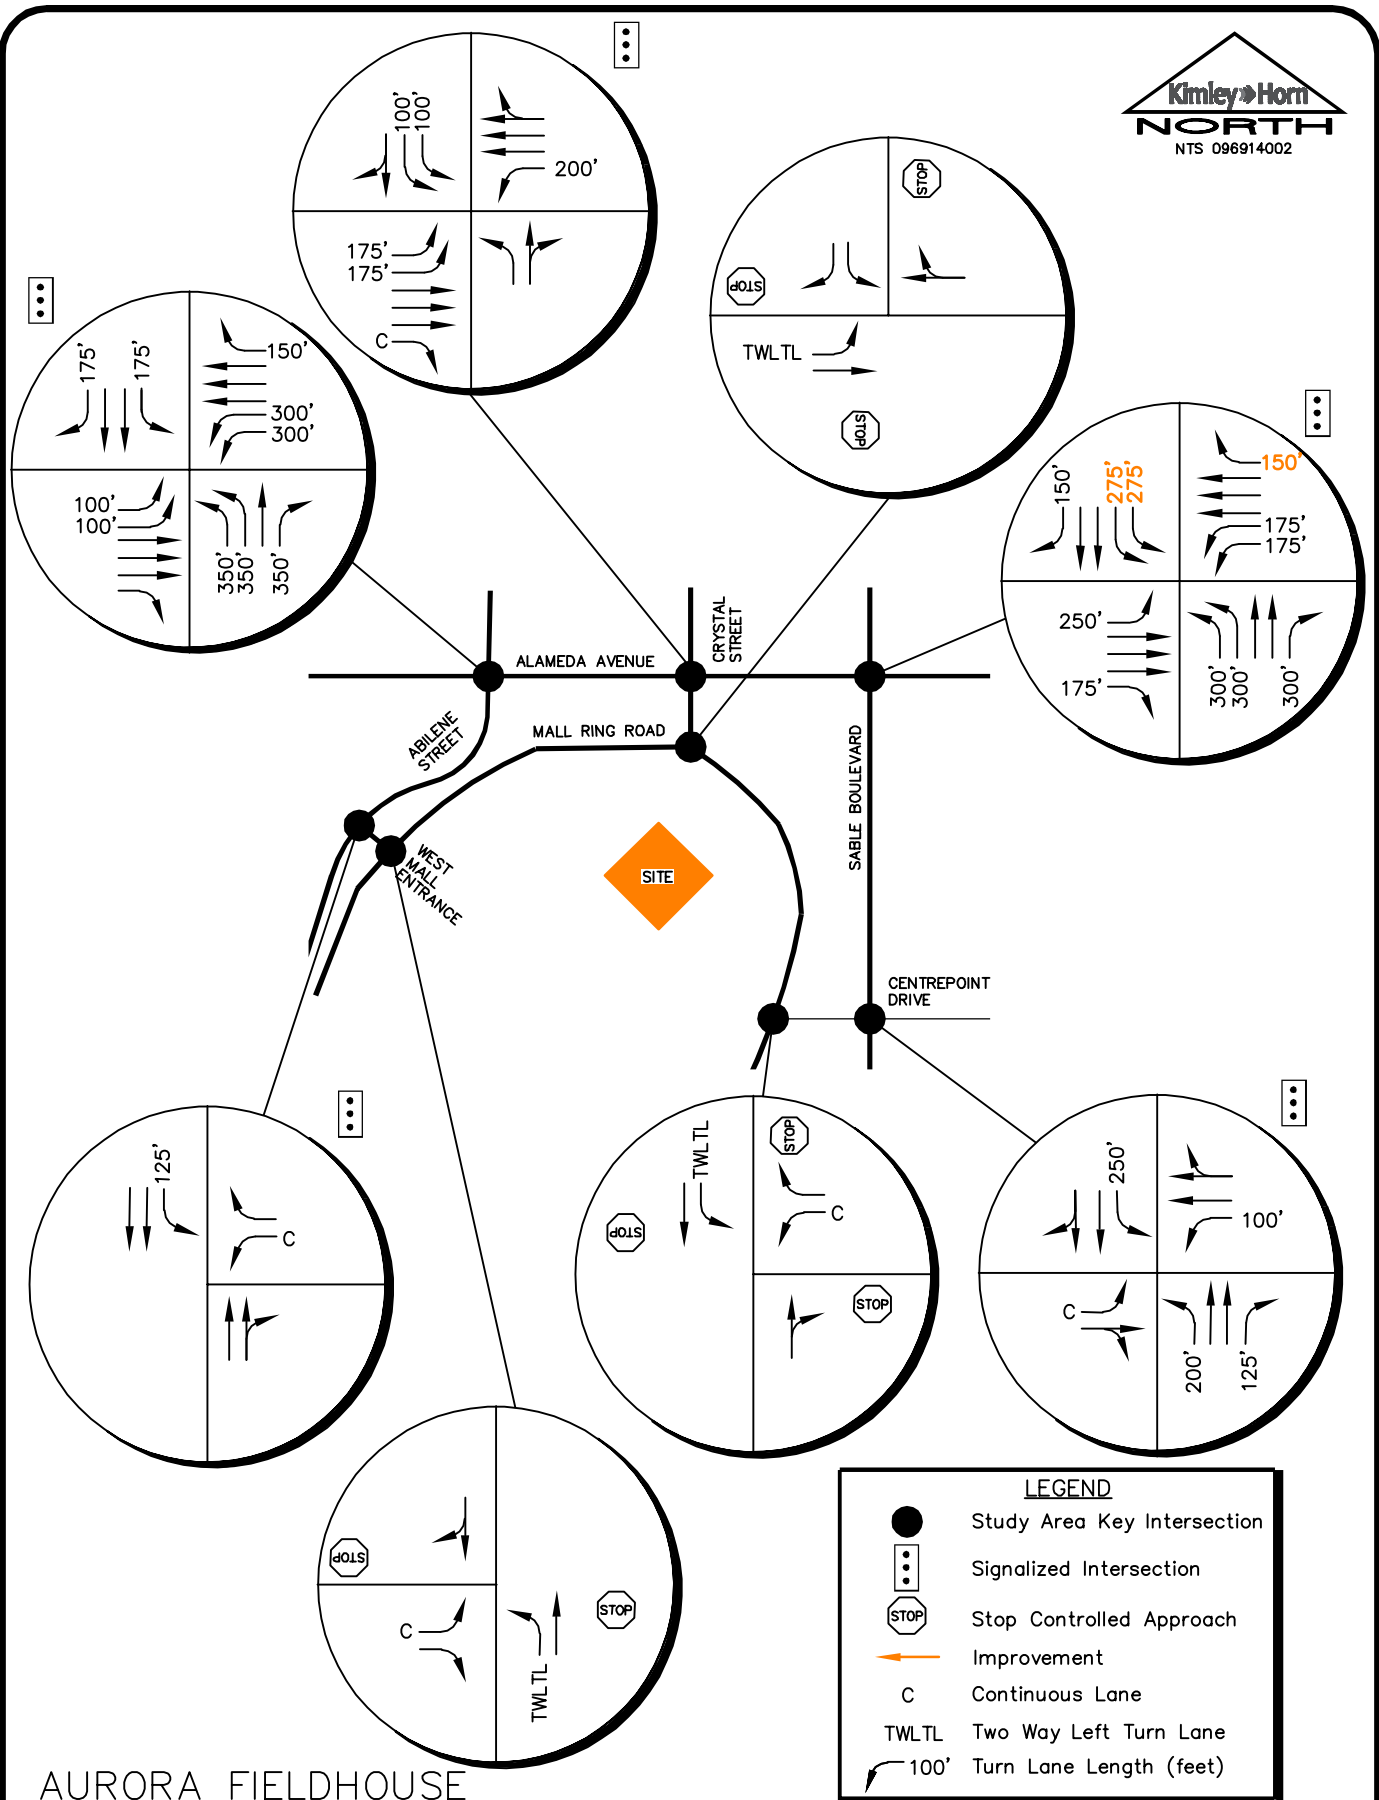 Kimley»Horn
NORTH
NTS 096914002
100'
100'
200'
175'
175'
C
STOP
STOP
TWLTL
STOP
175'
175'
150'
300'
300'
100'
100'
350'
350'
350'
150'
275'
275'
150'
175'
175'
250'
175'
300'
300'
300'
CRYSTAL
STREET
ALAMEDA AVENUE
ABILENE
STREET
MALL RING ROAD
SABLE BOULEVARD
WEST
MALL
ENTRANCE
SITE
CENTREPOINT
DRIVE
125'
C
TWLTL
STOP
STOP
C
STOP
250'
100'
C
200'
125'
STOP
C
STOP
TWLTL
LEGEND
Study Area Key Intersection
Signalized Intersection
STOP Stop Controlled Approach
Improvement
C Continuous Lane
TWLTL Two Way Left Turn Lane
100' Turn Lane Length (feet)
AURORA FIELDHOUSE